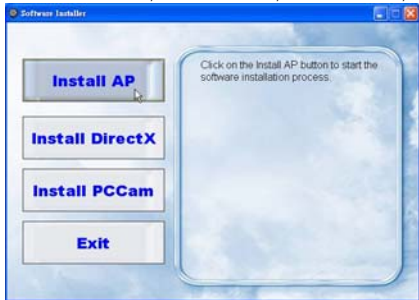 Software Installer
Install AP
Click on the Install AP button to start the
software installation process.
Install DirectX
Install PCCam
Exit